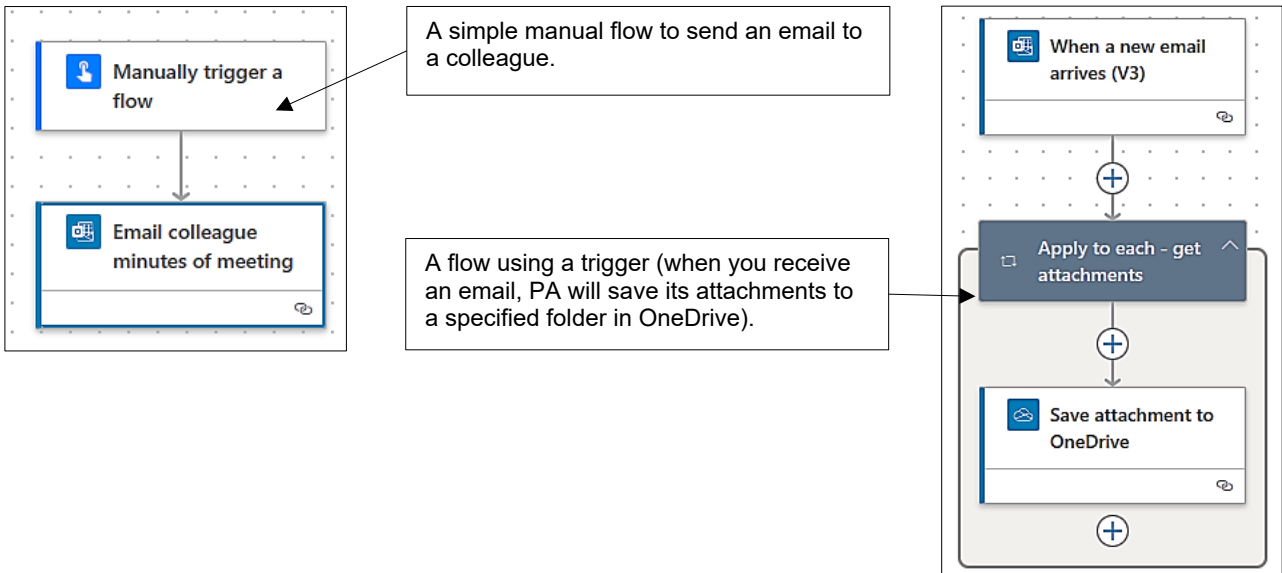 Manually trigger a
flow
Email colleague
minutes of meeting
A simple manual flow to send an email to
a colleague.
A flow using a trigger (when you receive
an email, PA will save its attachments to
a specified folder in OneDrive).
When a new email
arrives (V3)
Apply to each - get
attachments
Save attachment to
OneDrive